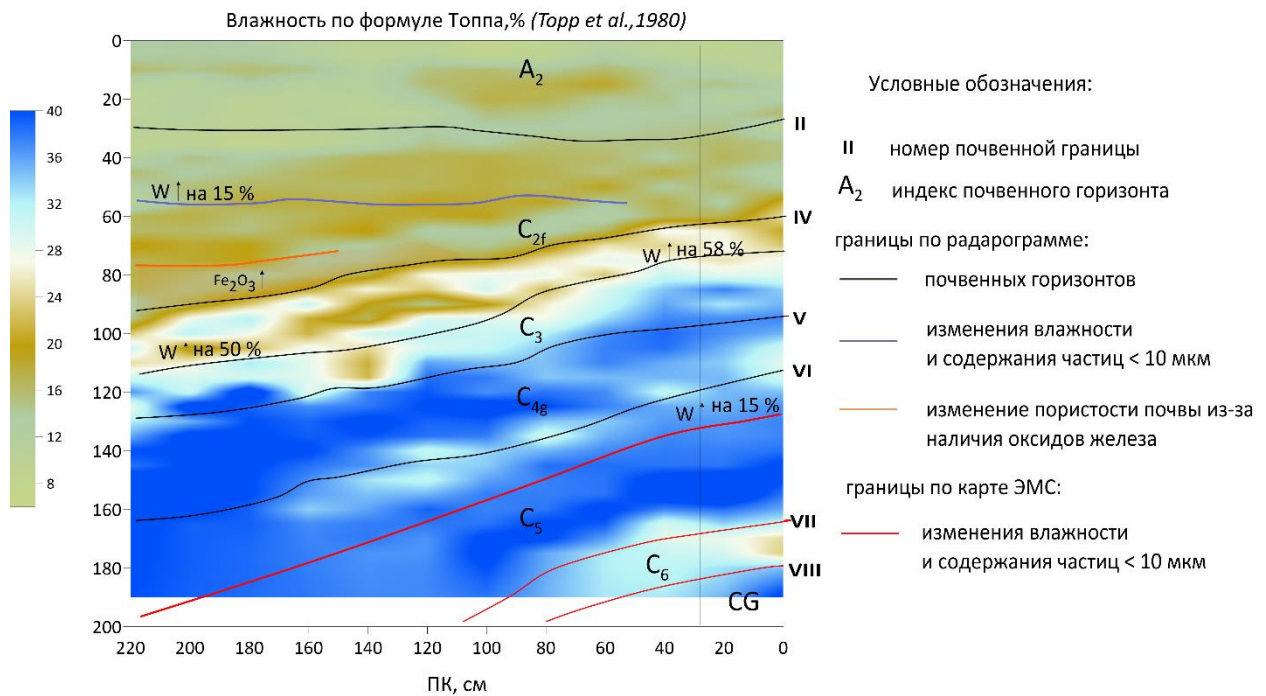 Влажность по формуле Топпа,% (Topp et al.,1980)
0
20
40
60
80
100
120
140
160
180
200
220 200 180 160 140 120 100 80 60 40 20 0
ПК, см
40
36
32
28
24
20
16
12
8
A2
II
W↑ на 15 %
C2f
IV
Fe2O3↑
W↑ на 58 %
C3
V
W↑ на 50 %
C4g
VI
W↑ на 15 %
C5
VII
C6
VIII
CG
Условные обозначения:
II номер почвенной границы
A2 индекс почвенного горизонта
границы по радарограмме:
почвенных горизонтов
изменения влажности
и содержания частиц < 10 мкм
изменение пористости почвы из-за
наличия оксидов железа
границы по карте ЭМС:
изменения влажности
и содержания частиц < 10 мкм